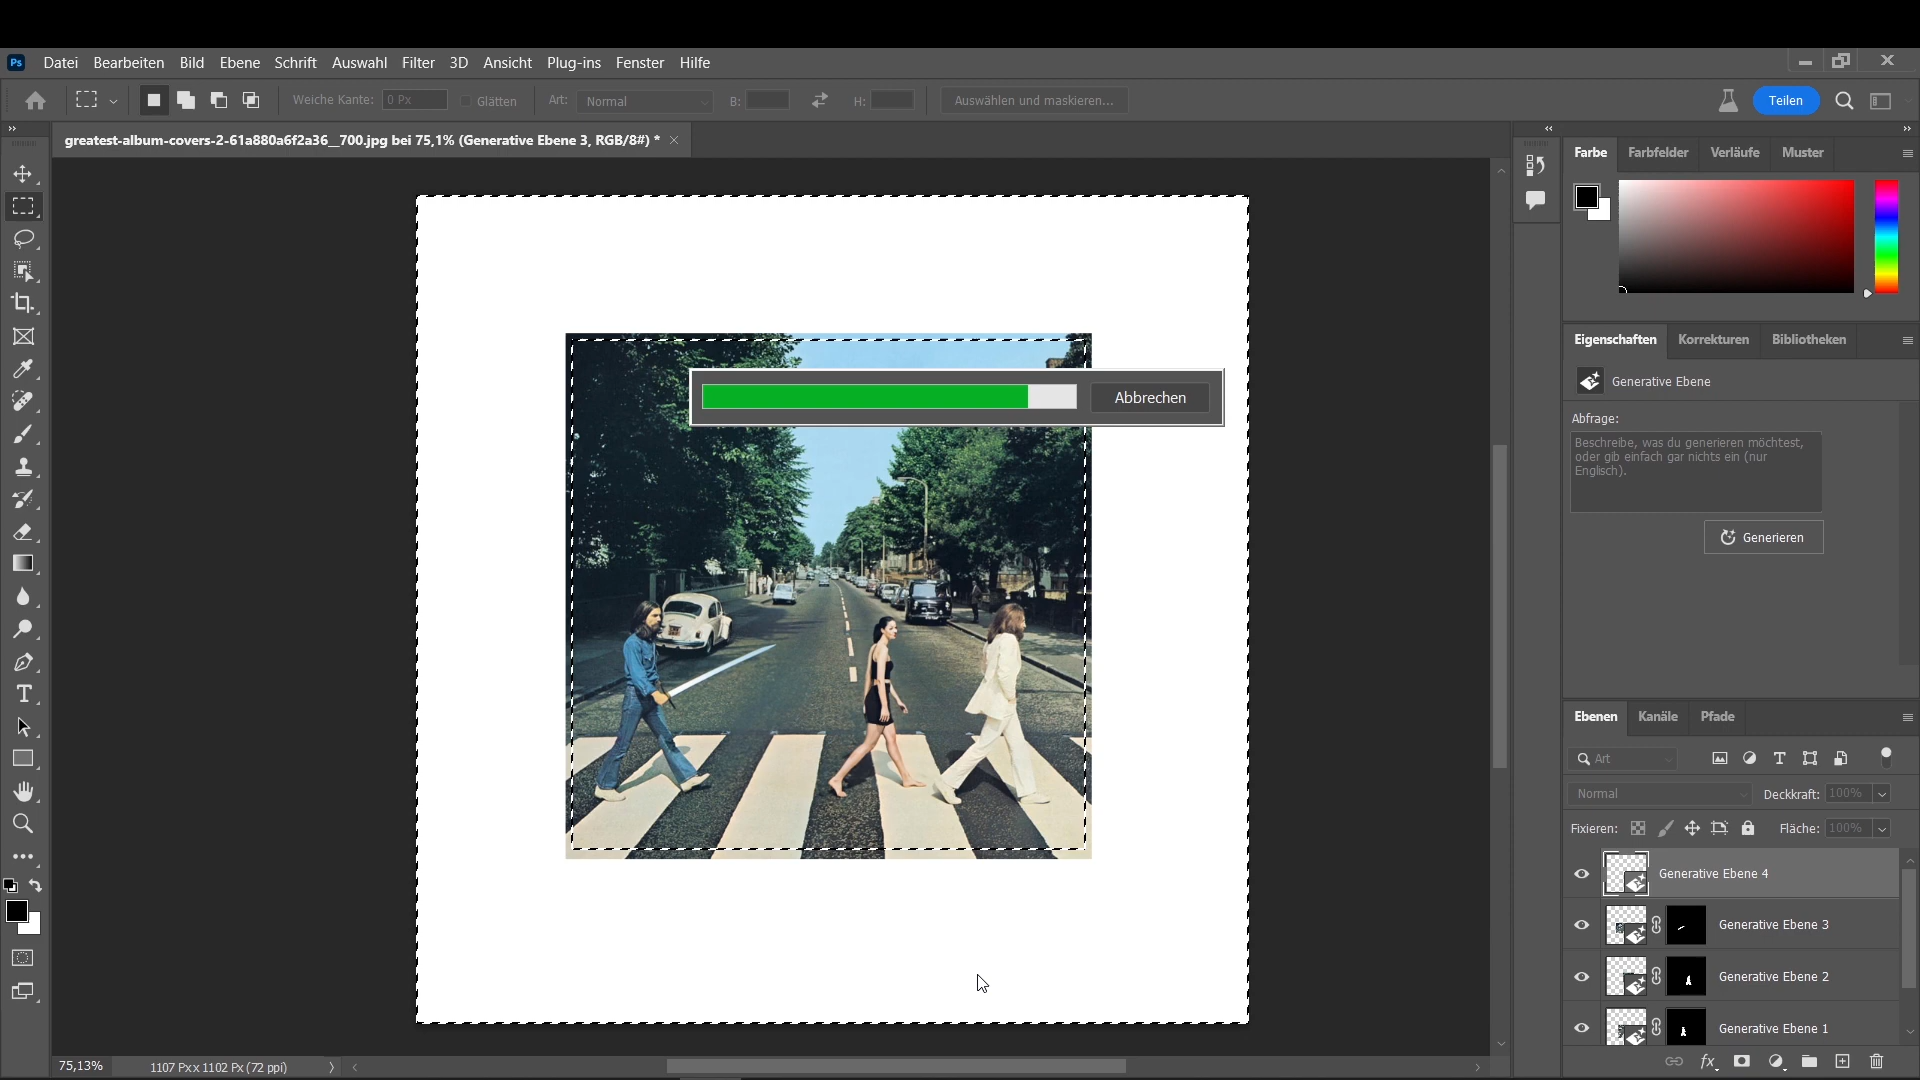 Ps Datei Bearbeiten Bild Ebene Schrift Auswahl Filter 3D Ansicht Plug-ins Fenster Hilfe
Weiche Kante: 0 Px Glätten Art: Normal B: H: Auswählen und maskieren... Teilen
greatest-album-covers-2-61a880a6f2a36__700.jpg bei 75,1% (Generative Ebene 3, RGB/8#) *
Farbe Farbfelder Verläufe Muster
Eigenschaften Korrekturen Bibliotheken
Generative Ebene
Abfrage:
Beschreibe, was du generieren möchtest,
oder gib einfach gar nichts ein (nur
Englisch).
Generieren
Abbrechen
Ebenen Kanäle Pfade
Art
Normal Deckkraft: 100%
Fixieren: Fläche: 100%
Generative Ebene 4
Generative Ebene 3
Generative Ebene 2
Generative Ebene 1
fx
75,13% 1107 Px x 1102 Px (72 ppi)